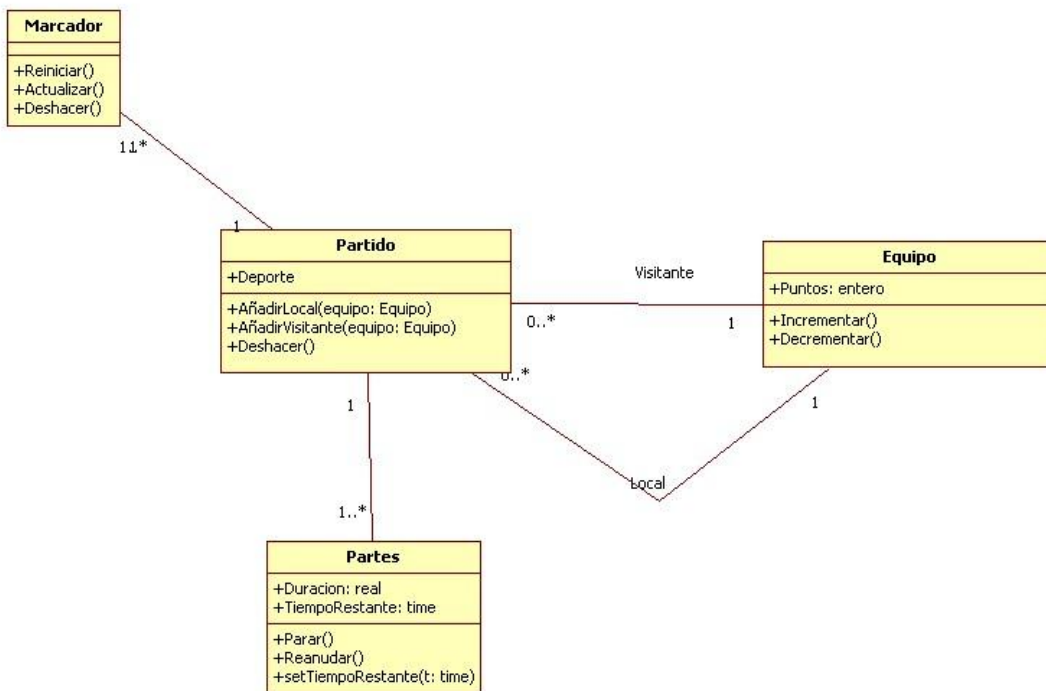 Marcador
+Reiniciar()
+Actualizar()
+Deshacer()
1
1
Partido
+Deporte
+AñadirLocal(equipo: Equipo)
+AñadirVisitante(equipo: Equipo)
+Deshacer()
Visitante
0..*
1
Equipo
+Puntos: entero
+Incrementar()
+Decrementar()
0..*
1
Local
1
1..*
Partes
+Duracion: real
+TiempoRestante: time
+Parar()
+Reanudar()
+setTiempoRestante(t: time)